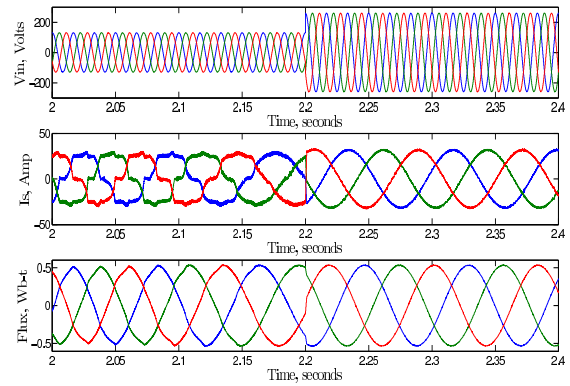 Vin, Volts
200
0
−200
2 2.05 2.1 2.15 2.2 2.25 2.3 2.35 2.4
Time, seconds
Is, Amp
50
0
−50
2 2.05 2.1 2.15 2.2 2.25 2.3 2.35 2.4
Time, seconds
Flux, Wb-t
0.5
0
−0.5
2 2.05 2.1 2.15 2.2 2.25 2.3 2.35 2.4
Time, seconds